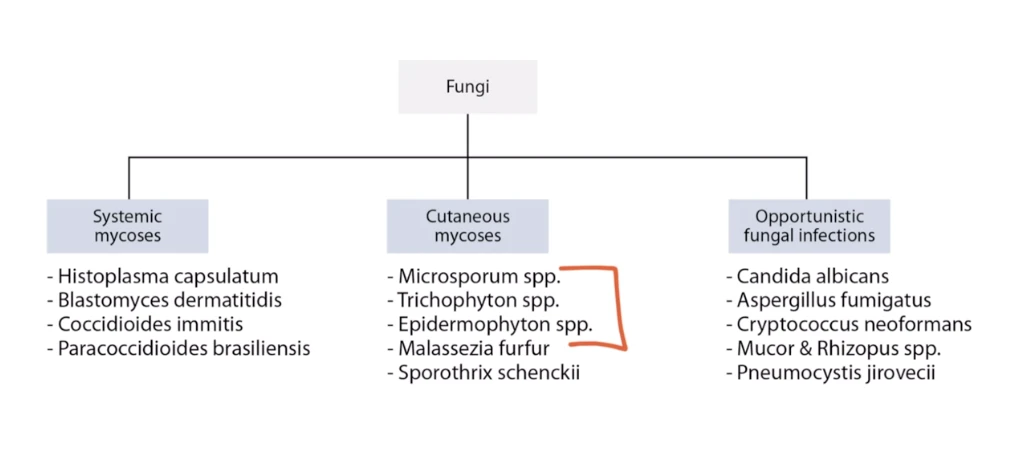 Fungi
Systemic
mycoses
- Histoplasma capsulatum
- Blastomyces dermatitidis
- Coccidioides immitis
- Paracoccidioides brasiliensis
Cutaneous
mycoses
- Microsporum spp.
- Trichophyton spp.
- Epidermophyton spp.
- Malassezia furfur
- Sporothrix schenckii
Opportunistic
fungal infections
- Candida albicans
- Aspergillus fumigatus
- Cryptococcus neoformans
- Mucor & Rhizopus spp.
- Pneumocystis jirovecii